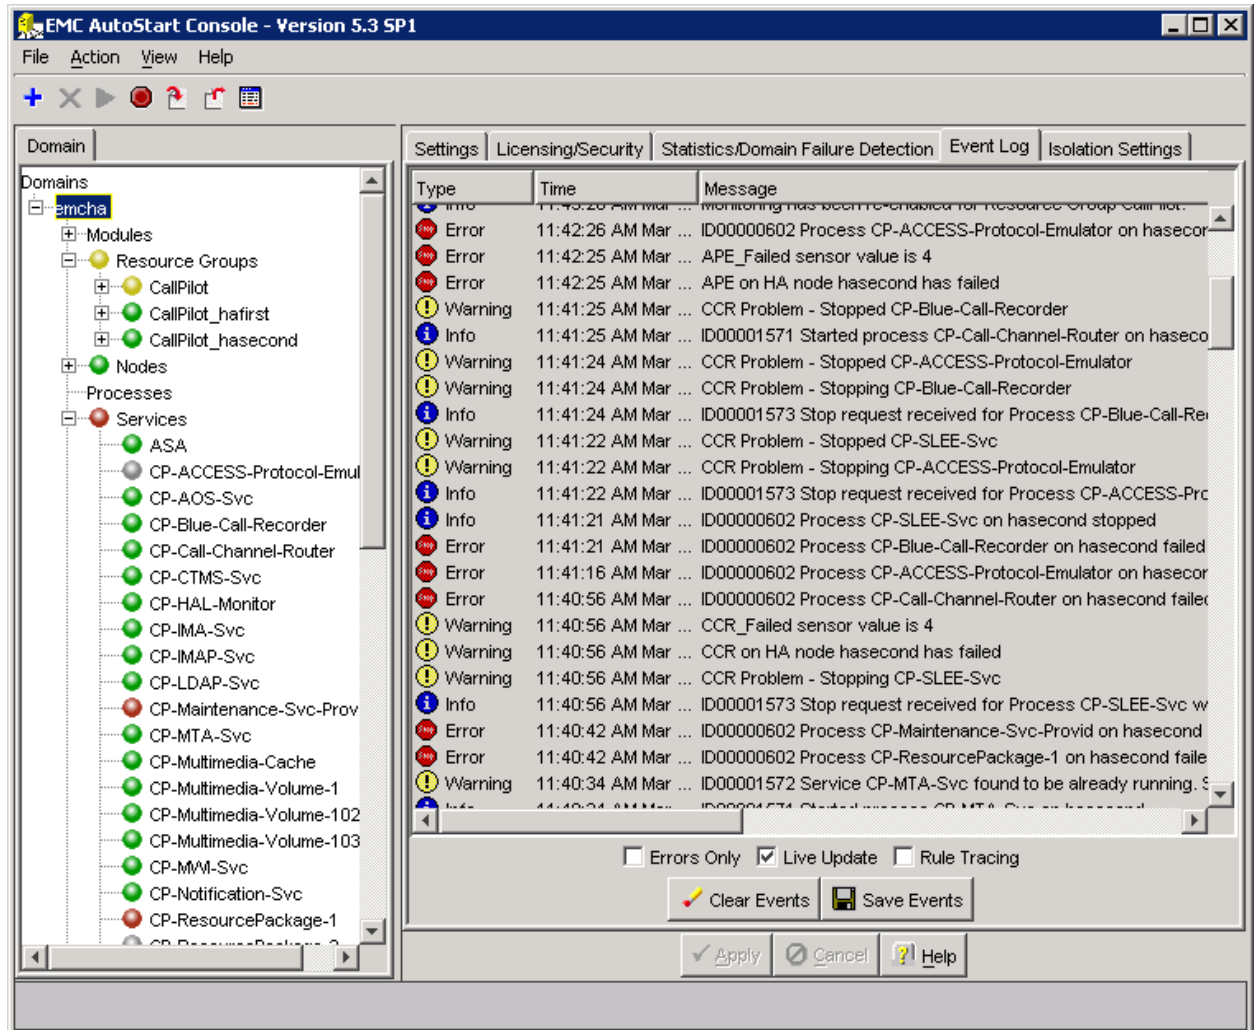 EMC AutoStart Console - Version 5.3 SP1
File Action View Help
Domain
Settings Licensing/Security Statistics/Domain Failure Detection Event Log Isolation Settings
Domains
emcha
Modules
Resource Groups
CallPilot
CallPilot_hafirst
CallPilot_hasecond
Nodes
Processes
Services
ASA
CP-ACCESS-Protocol-Emul
CP-AOS-Svc
CP-Blue-Call-Recorder
CP-Call-Channel-Router
CP-CTMS-Svc
CP-HAL-Monitor
CP-IMA-Svc
CP-IMAP-Svc
CP-LDAP-Svc
CP-Maintenance-Svc-Prov
CP-MTA-Svc
CP-Multimedia-Cache
CP-Multimedia-Volume-1
CP-Multimedia-Volume-102
CP-Multimedia-Volume-103
CP-MWI-Svc
CP-Notification-Svc
CP-ResourcePackage-1
Type Time Message
Monitoring has been re-enabled for Resource Group CallPilot.
Error 11:42:26 AM Mar ... ID00000602 Process CP-ACCESS-Protocol-Emulator on hasecon
Error 11:42:25 AM Mar ... APE_Failed sensor value is 4
Error 11:42:25 AM Mar ... APE on HA node hasecond has failed
Warning 11:41:25 AM Mar ... CCR Problem - Stopped CP-Blue-Call-Recorder
Info 11:41:25 AM Mar ... ID00001571 Started process CP-Call-Channel-Router on haseco
Warning 11:41:24 AM Mar ... CCR Problem - Stopped CP-ACCESS-Protocol-Emulator
Warning 11:41:24 AM Mar ... CCR Problem - Stopping CP-Blue-Call-Recorder
Info 11:41:24 AM Mar ... ID00001573 Stop request received for Process CP-Blue-Call-Re
Warning 11:41:22 AM Mar ... CCR Problem - Stopped CP-SLEE-Svc
Warning 11:41:22 AM Mar ... CCR Problem - Stopping CP-ACCESS-Protocol-Emulator
Info 11:41:22 AM Mar ... ID00001573 Stop request received for Process CP-ACCESS-Pro
Info 11:41:21 AM Mar ... ID00000602 Process CP-SLEE-Svc on hasecond stopped
Error 11:41:21 AM Mar ... ID00000602 Process CP-Blue-Call-Recorder on hasecond failed
Error 11:41:16 AM Mar ... ID00000602 Process CP-ACCESS-Protocol-Emulator on hasecon
Error 11:40:56 AM Mar ... ID00000602 Process CP-Call-Channel-Router on hasecond failed
Warning 11:40:56 AM Mar ... CCR_Failed sensor value is 4
Warning 11:40:56 AM Mar ... CCR on HA node hasecond has failed
Warning 11:40:56 AM Mar ... CCR Problem - Stopping CP-SLEE-Svc
Info 11:40:56 AM Mar ... ID00001573 Stop request received for Process CP-SLEE-Svc w
Error 11:40:42 AM Mar ... ID00000602 Process CP-Maintenance-Svc-Provid on hasecond
Error 11:40:42 AM Mar ... ID00000602 Process CP-ResourcePackage-1 on hasecond faile
Warning 11:40:34 AM Mar ... ID00001572 Service CP-MTA-Svc found to be already running. S
Errors Only Live Update Rule Tracing
Clear Events Save Events
Apply Cancel Help